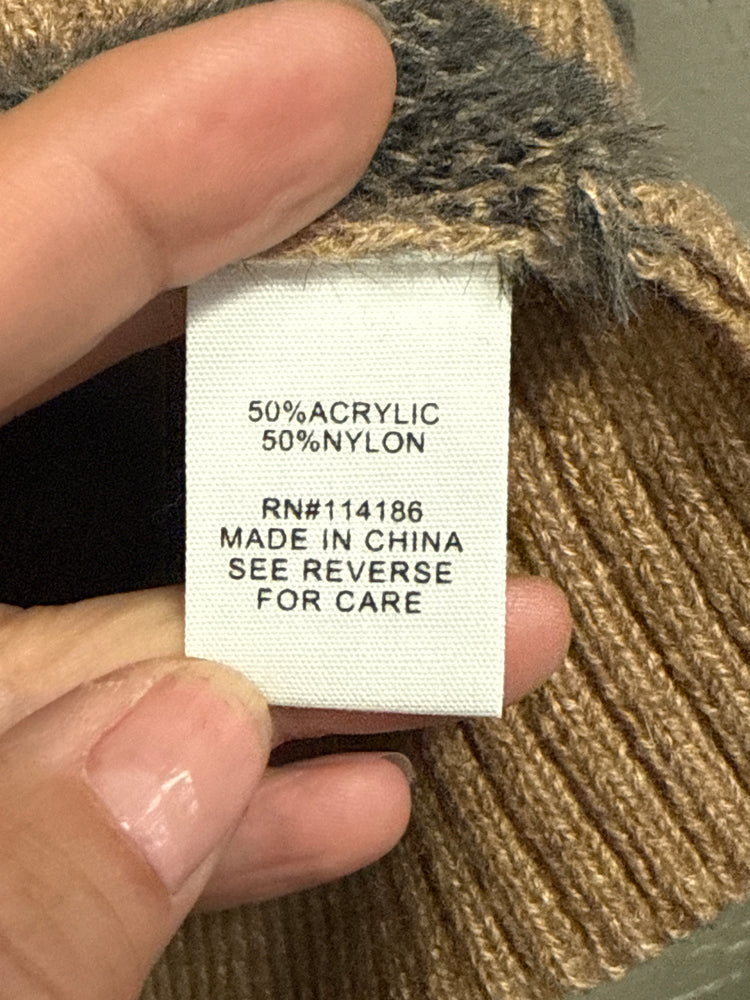 50%ACRYLIC
50%NYLON
RN#114186
MADE IN CHINA
SEE REVERSE
FOR CARE